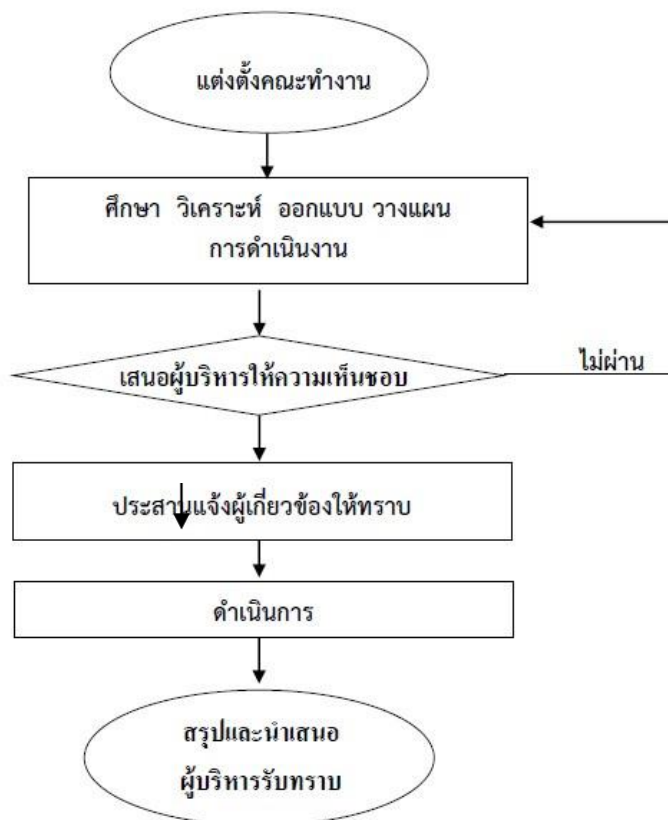 แต่งตั้งคณะทำงาน
ศึกษา วิเคราะห์ ออกแบบ วางแผน
การดำเนินงาน
เสนอผู้บริหารให้ความเห็นชอบ
ไม่ผ่าน
ประสานแจ้งผู้เกี่ยวข้องให้ทราบ
ดำเนินการ
สรุปและนำเสนอ
ผู้บริหารรับทราบ